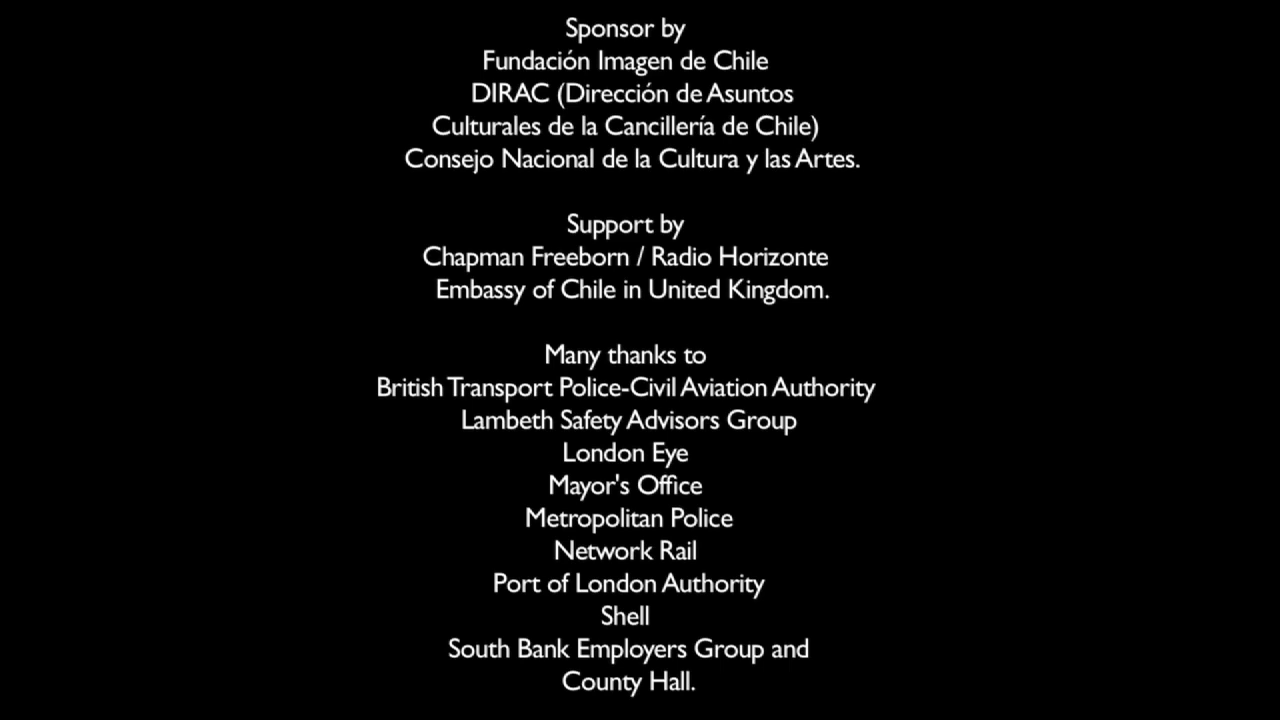 Sponsor by
Fundación Imagen de Chile
DIRAC (Dirección de Asuntos
Culturales de la Cancillería de Chile)
Consejo Nacional de la Cultura y las Artes.
Support by
Chapman Freeborn / Radio Horizonte
Embassy of Chile in United Kingdom.
Many thanks to
British Transport Police-Civil Aviation Authority
Lambeth Safety Advisors Group
London Eye
Mayor's Office
Metropolitan Police
Network Rail
Port of London Authority
Shell
South Bank Employers Group and
County Hall.